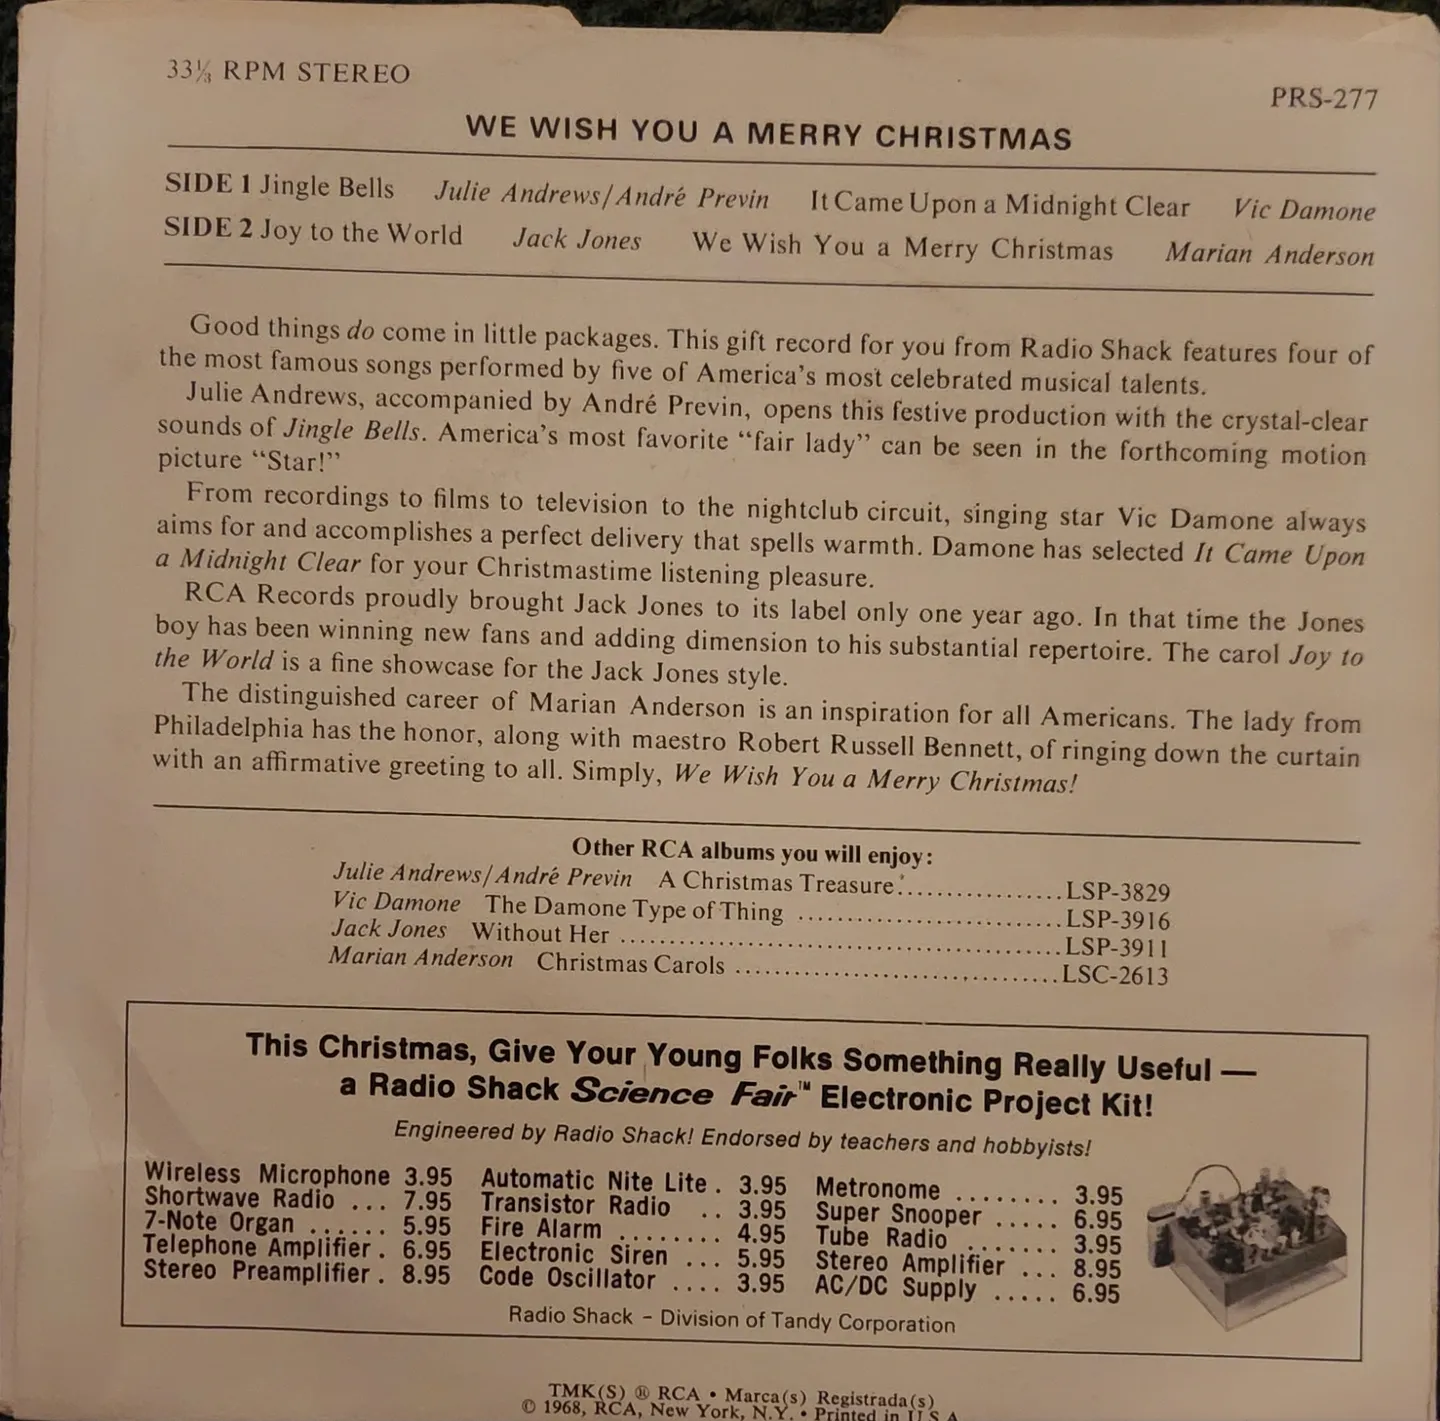 33⅓ RPM STEREO
PRS-277
WE WISH YOU A MERRY CHRISTMAS
SIDE 1 Jingle Bells Julie Andrews/André Previn It Came Upon a Midnight Clear Vic Damone
SIDE 2 Joy to the World Jack Jones We Wish You a Merry Christmas Marian Anderson
Good things do come in little packages. This gift record for you from Radio Shack features four of
the most famous songs performed by five of America's most celebrated musical talents.
Julie Andrews, accompanied by André Previn, opens this festive production with the crystal-clear
sounds of Jingle Bells. America's most favorite "fair lady" can be seen in the forthcoming motion
picture "Star!"
From recordings to films to television to the nightclub circuit, singing star Vic Damone always
aims for and accomplishes a perfect delivery that spells warmth. Damone has selected It Came Upon
a Midnight Clear for your Christmastime listening pleasure.
RCA Records proudly brought Jack Jones to its label only one year ago. In that time the Jones
boy has been winning new fans and adding dimension to his substantial repertoire. The carol Joy to
the World is a fine showcase for the Jack Jones style.
The distinguished career of Marian Anderson is an inspiration for all Americans. The lady from
Philadelphia has the honor, along with maestro Robert Russell Bennett, of ringing down the curtain
with an affirmative greeting to all. Simply, We Wish You a Merry Christmas!
Other RCA albums you will enjoy:
Julie Andrews/André Previn A Christmas Treasure ................. LSP-3829
Vic Damone The Damone Type of Thing ........................... LSP-3916
Jack Jones Without Her ............................................. LSP-3911
Marian Anderson Christmas Carols ................................. LSC-2613
This Christmas, Give Your Young Folks Something Really Useful —
a Radio Shack Science Fair™ Electronic Project Kit!
Engineered by Radio Shack! Endorsed by teachers and hobbyists!
Wireless Microphone 3.95 Automatic Nite Lite . 3.95 Metronome ........ 3.95
Shortwave Radio ... 7.95 Transistor Radio .. 3.95 Super Snooper ..... 6.95
7-Note Organ ...... 5.95 Fire Alarm ........ 4.95 Tube Radio ........ 3.95
Telephone Amplifier . 6.95 Electronic Siren ... 5.95 Stereo Amplifier ... 8.95
Stereo Preamplifier . 8.95 Code Oscillator .... 3.95 AC/DC Supply ..... 6.95
Radio Shack – Division of Tandy Corporation
TMK(S) ® RCA • Marca(s) Registrada(s)
© 1968, RCA, New York, N.Y. • Printed in U.S.A.